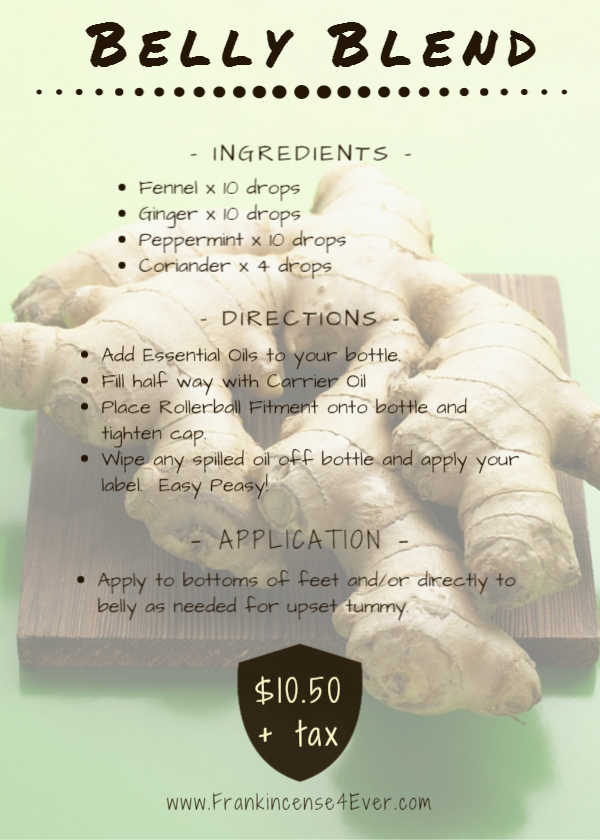 BELLY BLEND
- INGREDIENTS -
• Fennel x 10 drops
• Ginger x 10 drops
• Peppermint x 10 drops
• Coriander x 4 drops
- DIRECTIONS -
• Add Essential Oils to your bottle.
• Fill half way with Carrier Oil
• Place Rollerball Fitment onto bottle and
tighten cap.
• Wipe any spilled oil off bottle and apply your
label. Easy Peasy!
- APPLICATION -
• Apply to bottoms of feet and/or directly to
belly as needed for upset tummy.
$10.50
+ tax
www.Frankincense4Ever.com